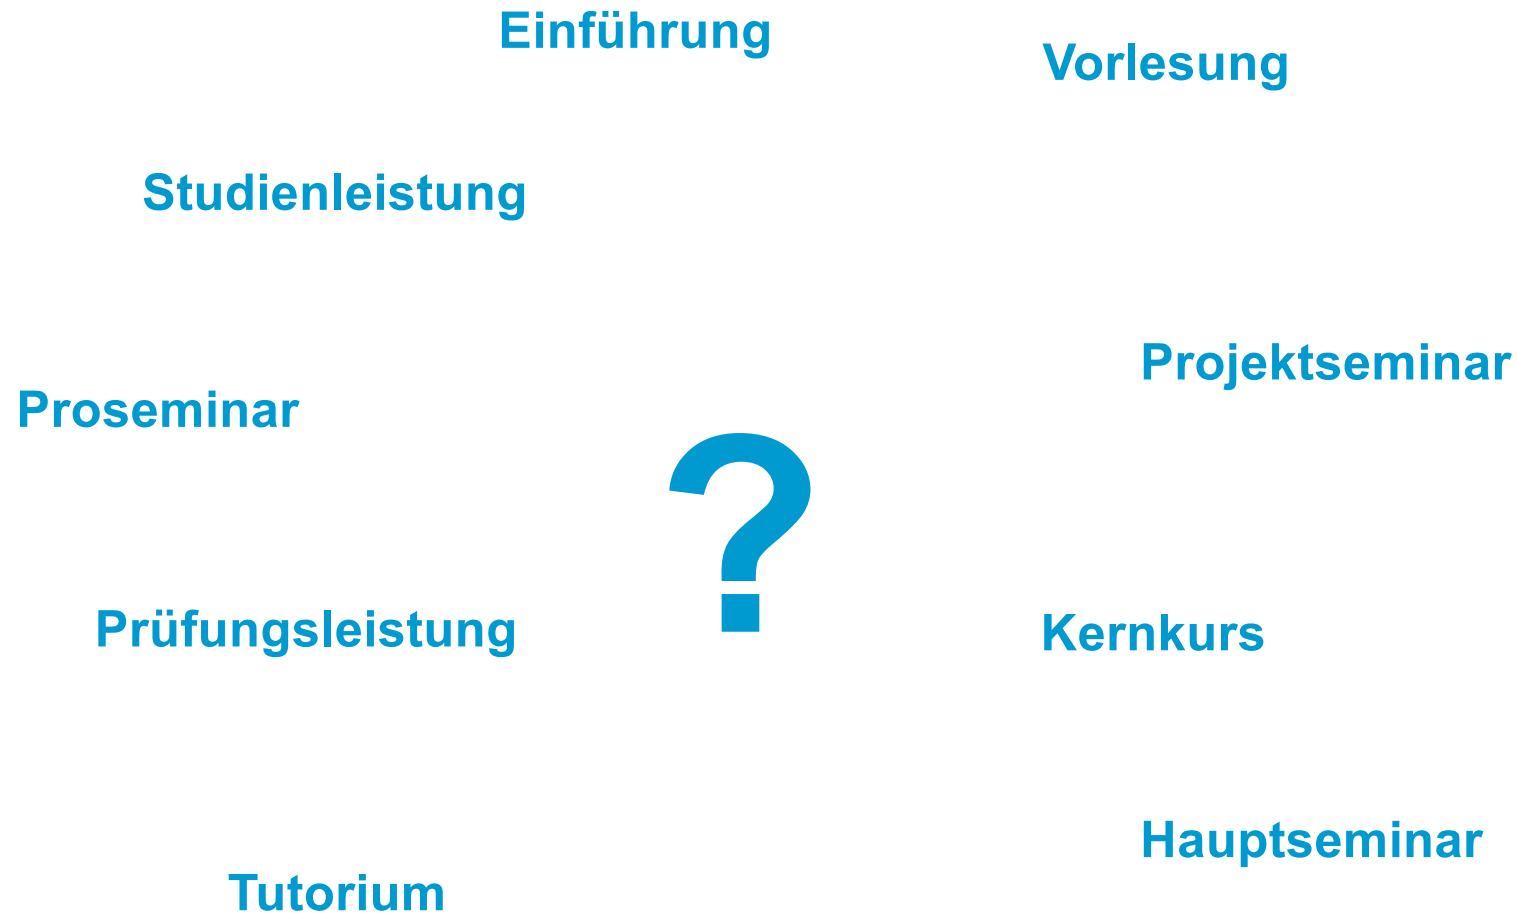 Einführung
Vorlesung
Studienleistung
Projektseminar
Proseminar
?
Prüfungsleistung
Kernkurs
Hauptseminar
Tutorium